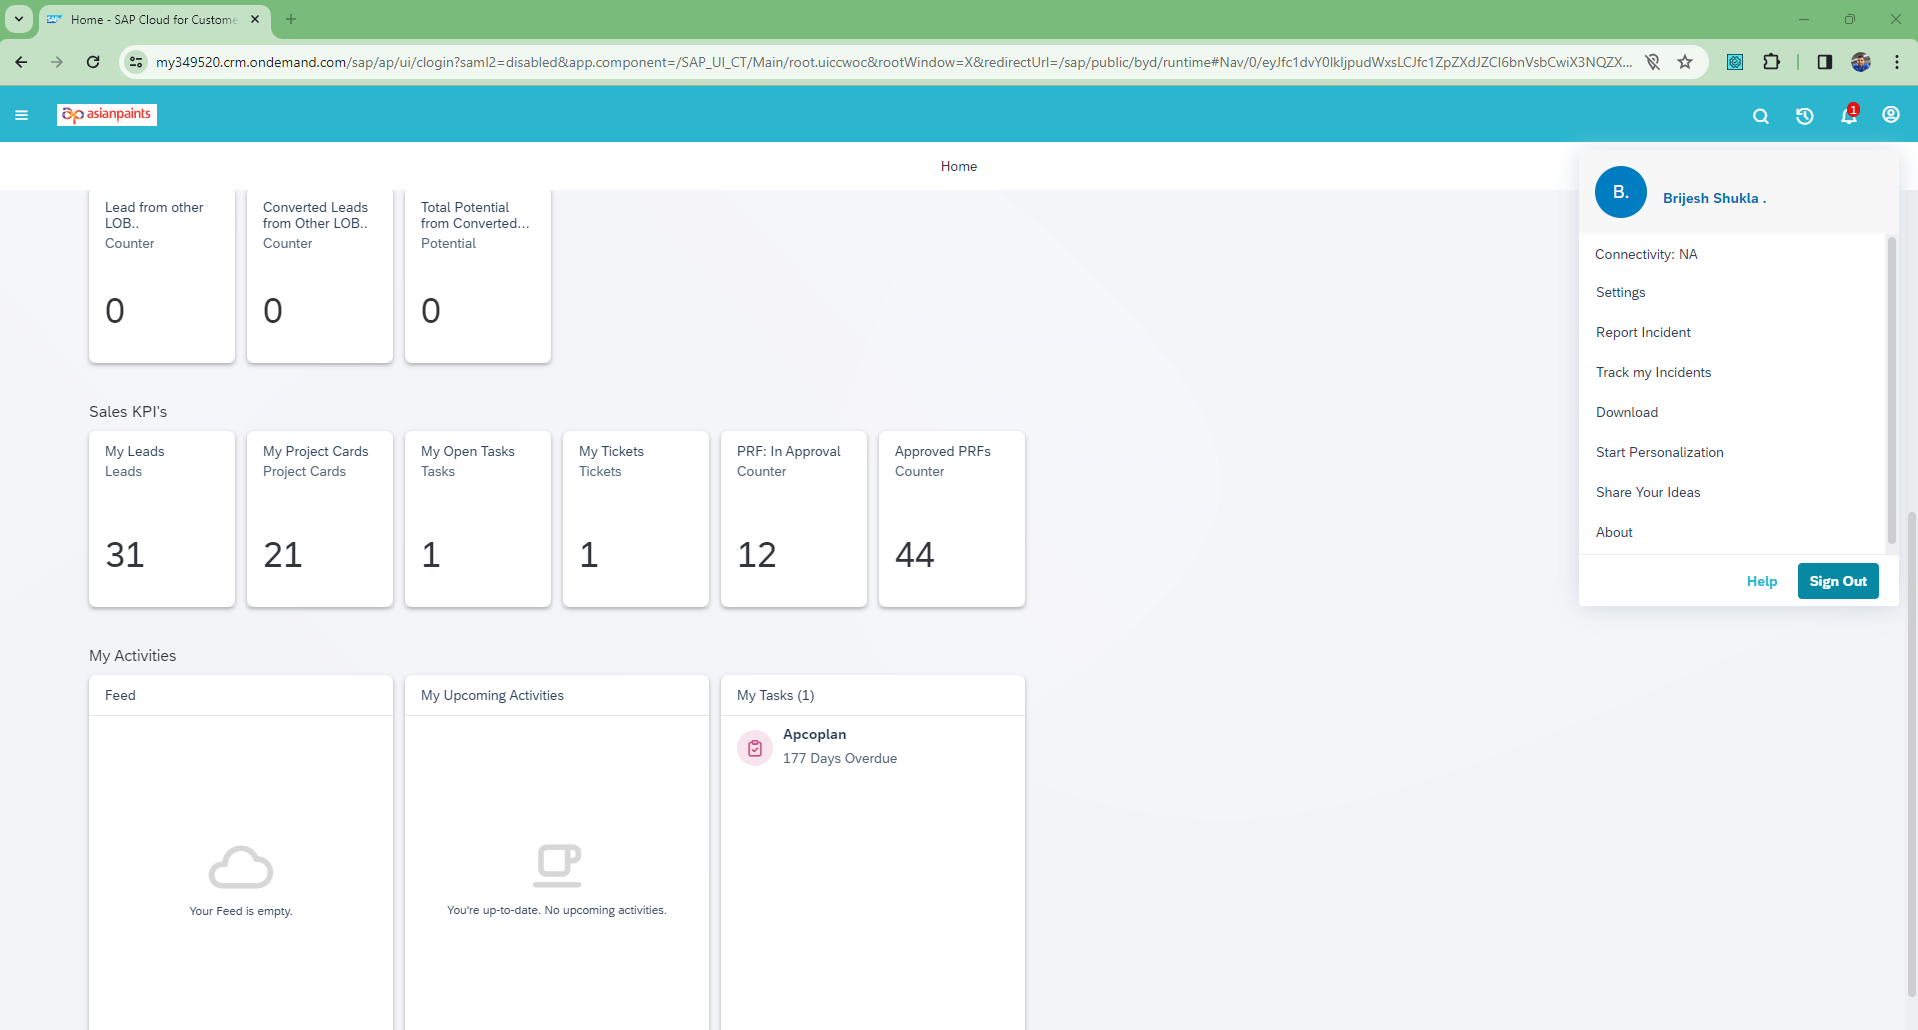 Home - SAP Cloud for Custome
my349520.crm.ondemand.com/sap/ap/ui/clogin?saml2=disabled&app.component=/SAP_UI_CT/Main/root.uiccwoc&rootWindow=X&redirectUrl=/sap/public/byd/runtime#Nav/0/eyJfc1dvY0lkIjpudWxsLCJfc1ZpZXdJZCI6bnVsbCwiX3NQZX...
asianpaints
1
Home
B.
Brijesh Shukla .
Connectivity: NA
Settings
Report Incident
Track my Incidents
Download
Start Personalization
Share Your Ideas
About
Help
Sign Out
Lead from other
LOB..
Counter
0
Converted Leads
from Other LOB..
Counter
0
Total Potential
from Converted...
Potential
0
Sales KPI's
My Leads
Leads
31
My Project Cards
Project Cards
21
My Open Tasks
Tasks
1
My Tickets
Tickets
1
PRF: In Approval
Counter
12
Approved PRFs
Counter
44
My Activities
Feed
Your Feed is empty.
My Upcoming Activities
You're up-to-date. No upcoming activities.
My Tasks (1)
Apcoplan
177 Days Overdue